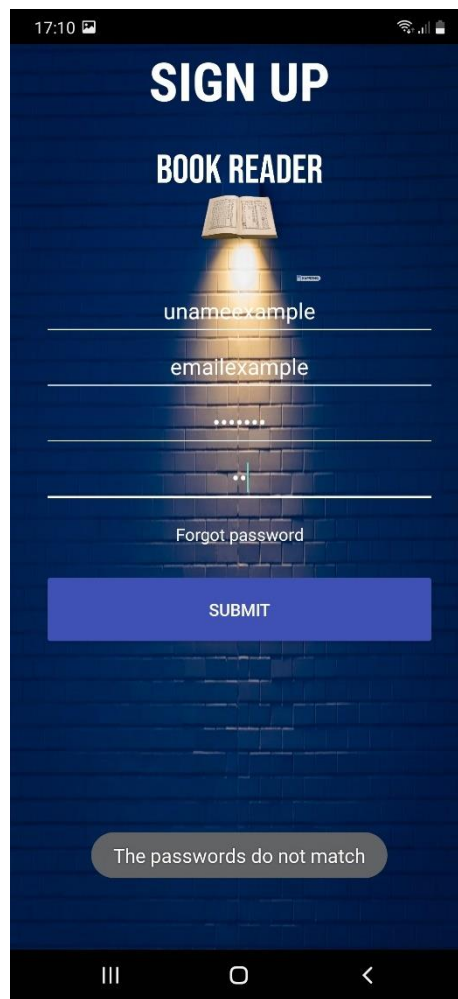 17:10
SIGN UP
BOOK READER
unameexample
emailexample
•••••••
••
Forgot password
SUBMIT
The passwords do not match